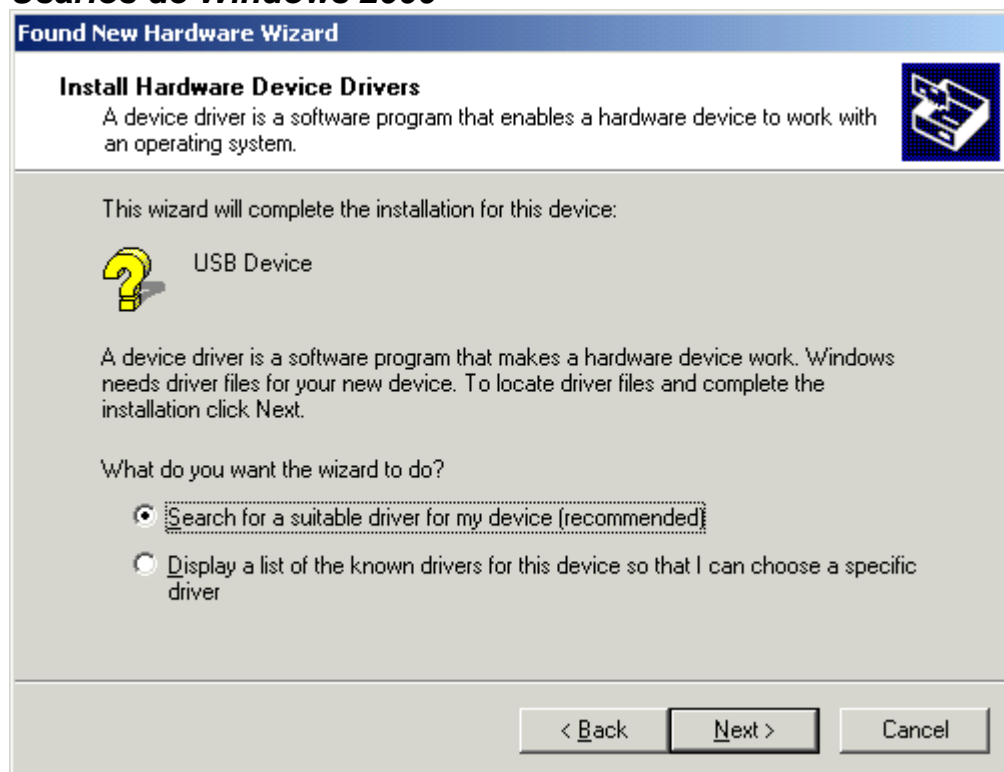 Found New Hardware Wizard
Install Hardware Device Drivers
A device driver is a software program that enables a hardware device to work with
an operating system.
This wizard will complete the installation for this device:
USB Device
A device driver is a software program that makes a hardware device work. Windows
needs driver files for your new device. To locate driver files and complete the
installation click Next.
What do you want the wizard to do?
Search for a suitable driver for my device (recommended)
Display a list of the known drivers for this device so that I can choose a specific
driver
< Back Next > Cancel